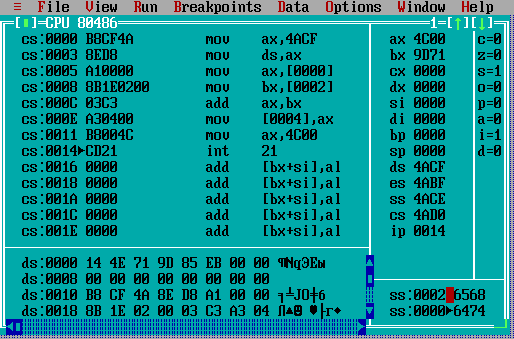 ≡ File View Run Breakpoints Data Options Window Help
[▪]=CPU 80486 1=[↑][↓]
cs:0000 B8CF4A mov ax,4ACF ax 4C00 c=0
cs:0003 8ED8 mov ds,ax bx 9D71 z=0
cs:0005 A10000 mov ax,[0000] cx 0000 s=1
cs:0008 8B1E0200 mov bx,[0002] dx 0000 o=0
cs:000C 03C3 add ax,bx si 0000 p=0
cs:000E A30400 mov [0004],ax di 0000 a=0
cs:0011 B8004C mov ax,4C00 bp 0000 i=1
cs:0014►CD21 int 21 sp 0000 d=0
cs:0016 0000 add [bx+si],al ds 4ACF
cs:0018 0000 add [bx+si],al es 4ABF
cs:001A 0000 add [bx+si],al ss 4ACE
cs:001C 0000 add [bx+si],al cs 4AD0
cs:001E 0000 add [bx+si],al ip 0014
ds:0000 14 4E 71 9D 85 EB 00 00 ¶NqЭЕы
ds:0008 00 00 00 00 00 00 00 00
ds:0010 B8 CF 4A 8E D8 A1 00 00 ╕╧JО╪б ss:0002 6568
ds:0018 8B 1E 02 00 03 C3 A3 04 Л▲☻ ♥├г♦ ss:0000►6474